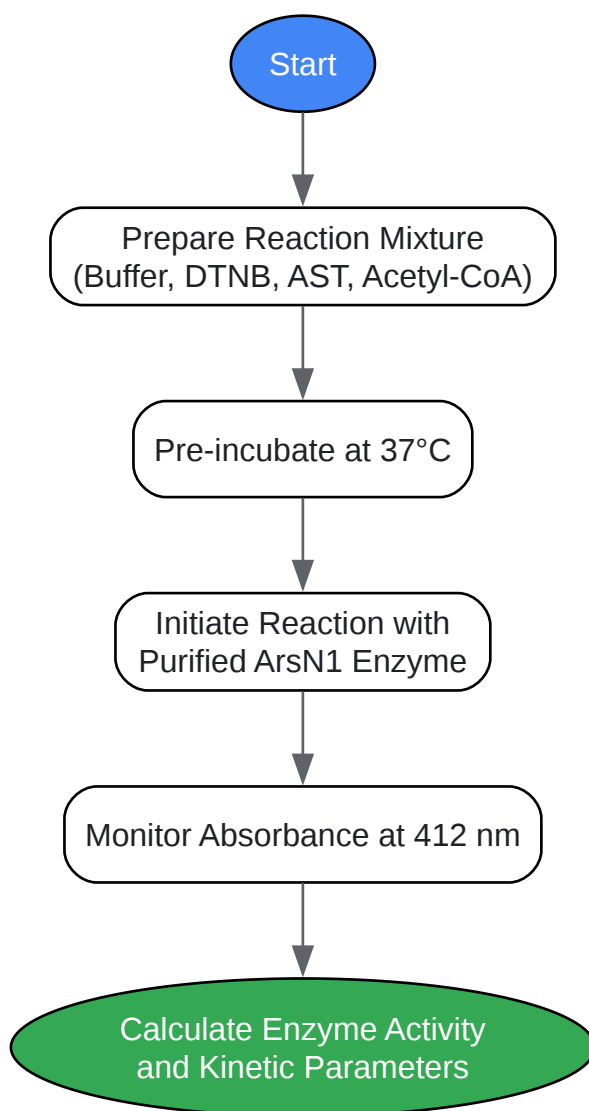 Start
Prepare Reaction Mixture
(Buffer, DTNB, AST, Acetyl-CoA)
Pre-incubate at 37°C
Initiate Reaction with
Purified ArsN1 Enzyme
Monitor Absorbance at 412 nm
Calculate Enzyme Activity
and Kinetic Parameters